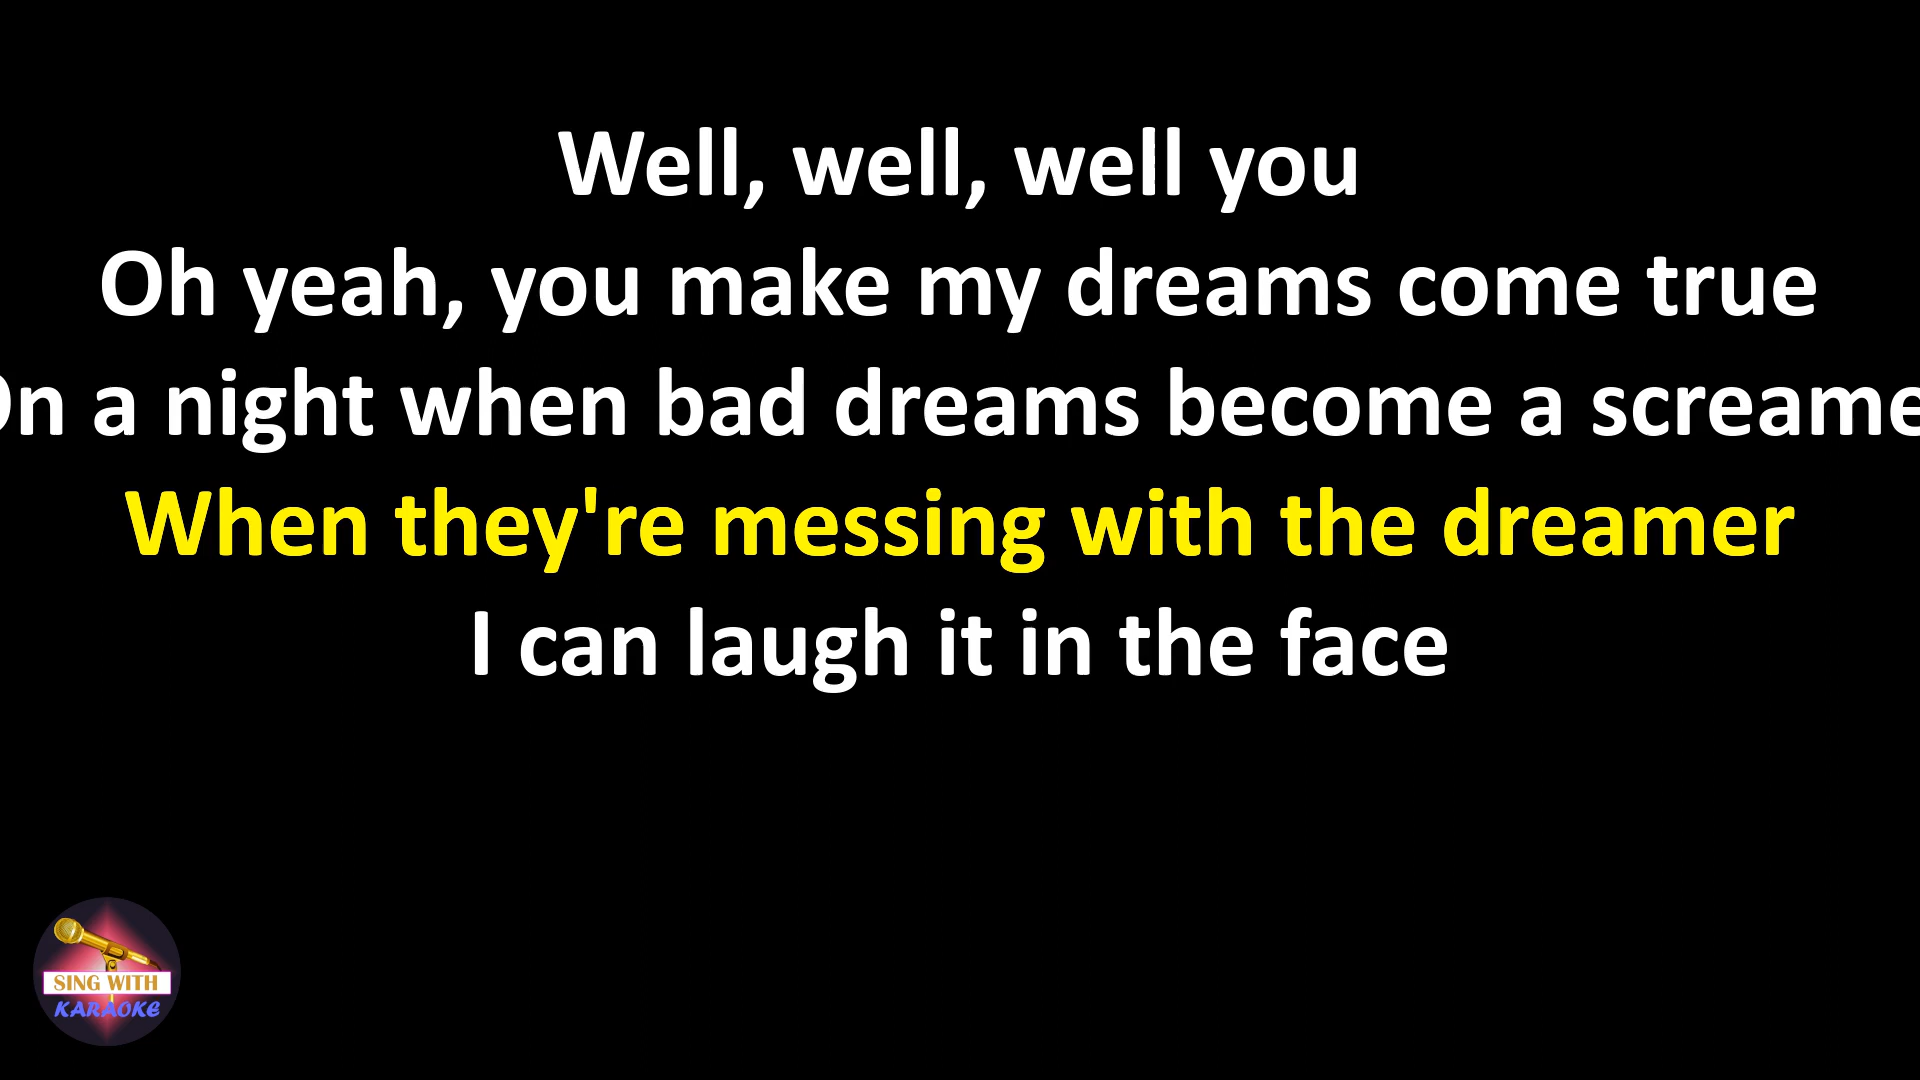 Well, well, well you
Oh yeah, you make my dreams come true
On a night when bad dreams become a screame
When they're messing with the dreamer
I can laugh it in the face
SING WITH
KARAOKE